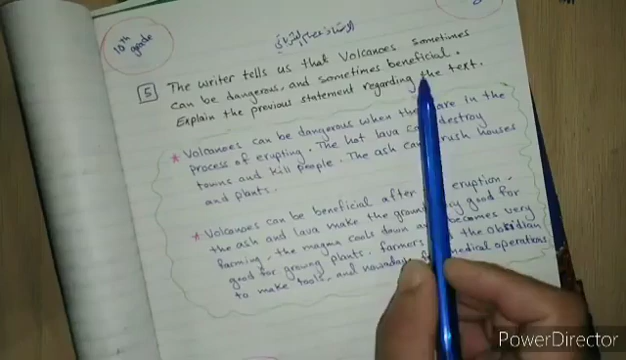 10th
grade
5 The writer tells us that Volcanoes sometimes
can be dangerous, and sometimes beneficial.
Explain the previous statement regarding the text.
* Volcanoes can be dangerous when they are in the
process of erupting. The hot lava can destroy
towns and kill people. The ash can crush houses
and plants.
* Volcanoes can be beneficial after eruption.
the ash and lava make the ground very good for
farming. the magma cools down and becomes very
good for growing plants. farmers the obsidian
to make tools, and nowadays for medical operations
PowerDirector